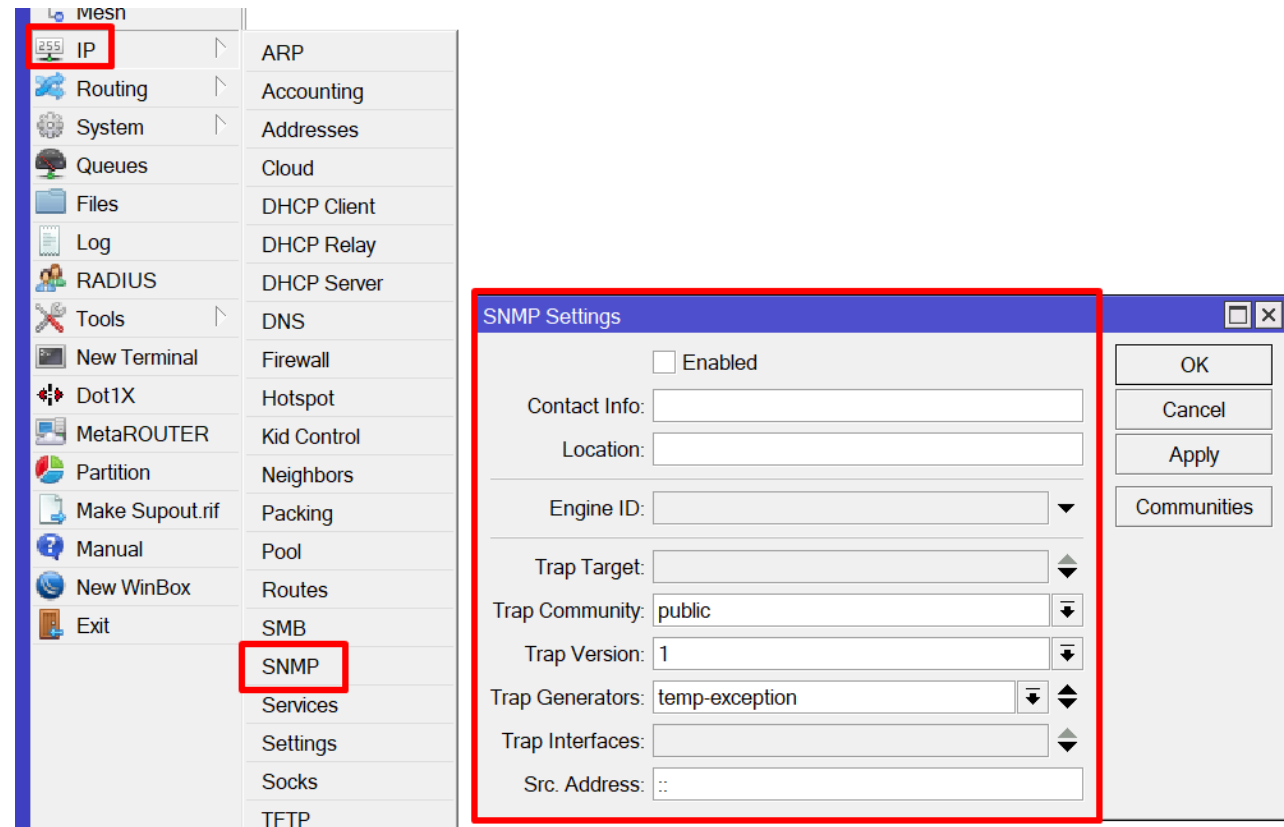 Mesh
IP
Routing
System
Queues
Files
Log
RADIUS
Tools
New Terminal
Dot1X
MetaROUTER
Partition
Make Supout.rif
Manual
New WinBox
Exit
ARP
Accounting
Addresses
Cloud
DHCP Client
DHCP Relay
DHCP Server
DNS
Firewall
Hotspot
Kid Control
Neighbors
Packing
Pool
Routes
SMB
SNMP
Services
Settings
Socks
TFTP
SNMP Settings
Enabled
Contact Info:
Location:
Engine ID:
Trap Target:
Trap Community: public
Trap Version: 1
Trap Generators: temp-exception
Trap Interfaces:
Src. Address: ::
OK
Cancel
Apply
Communities